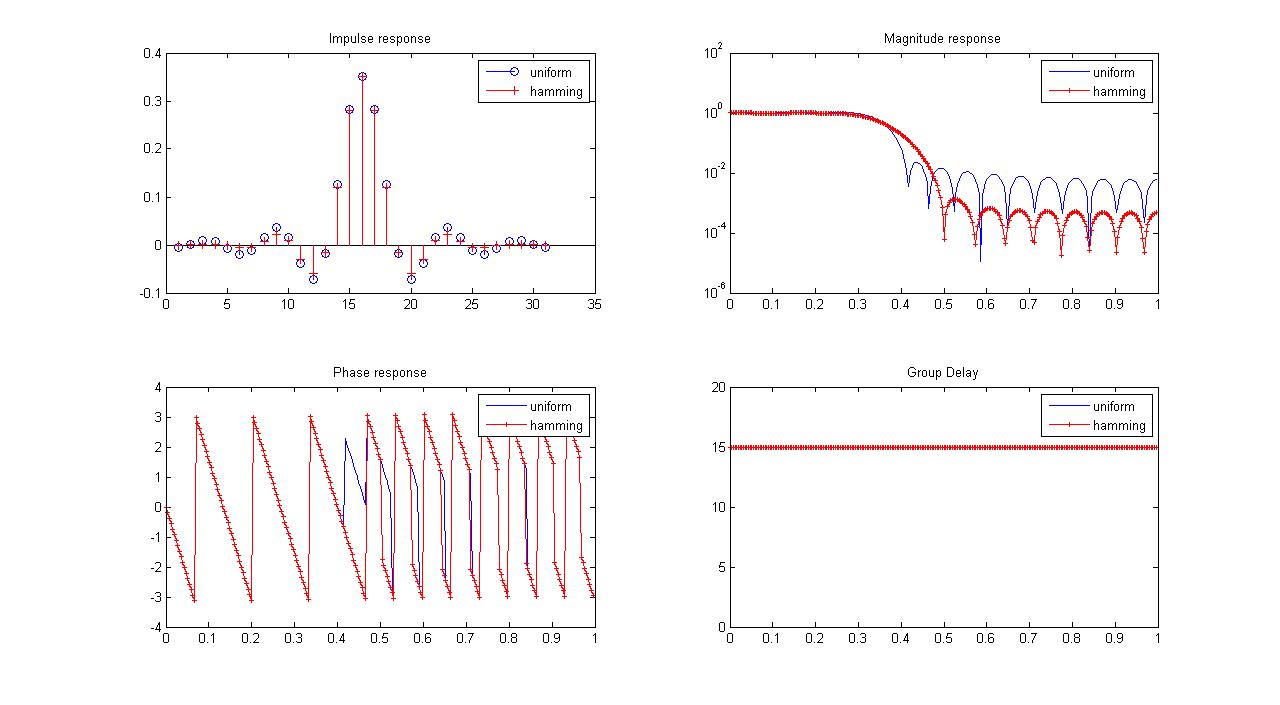 Impulse response
0.4
0.3
0.2
0.1
0
-0.1
0 5 10 15 20 25 30 35
uniform
hamming
Magnitude response
10^2
10^0
10^-2
10^-4
10^-6
0 0.1 0.2 0.3 0.4 0.5 0.6 0.7 0.8 0.9 1
uniform
hamming
Phase response
4
3
2
1
0
-1
-2
-3
-4
0 0.1 0.2 0.3 0.4 0.5 0.6 0.7 0.8 0.9 1
uniform
hamming
Group Delay
20
15
10
5
0
0 0.1 0.2 0.3 0.4 0.5 0.6 0.7 0.8 0.9 1
uniform
hamming